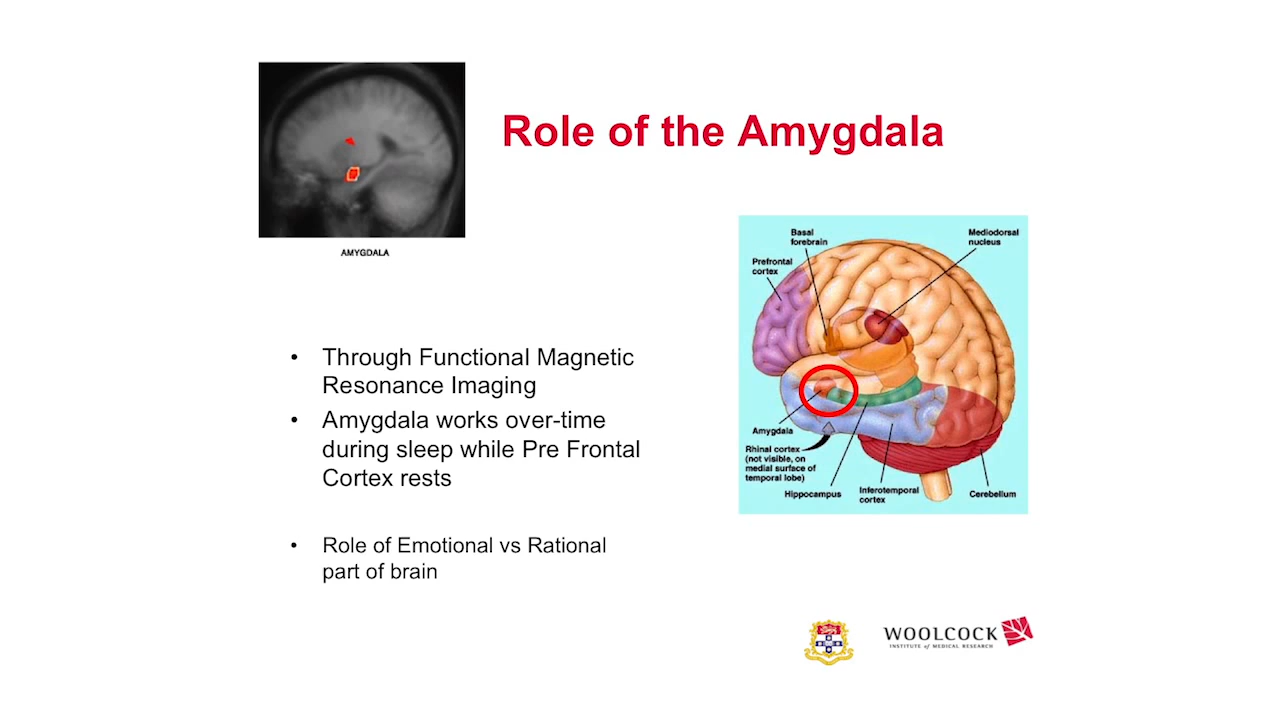 Role of the Amygdala
AMYGDALA
• Through Functional Magnetic
Resonance Imaging
• Amygdala works over-time
during sleep while Pre Frontal
Cortex rests
• Role of Emotional vs Rational
part of brain
Basal
forebrain
Mediodorsal
nucleus
Prefrontal
cortex
Amygdala
Rhinal cortex
(not visible, on
medial surface of
temporal lobe)
Hippocampus
Inferotemporal
cortex
Cerebellum
WOOLCOCK
INSTITUTE of MEDICAL RESEARCH